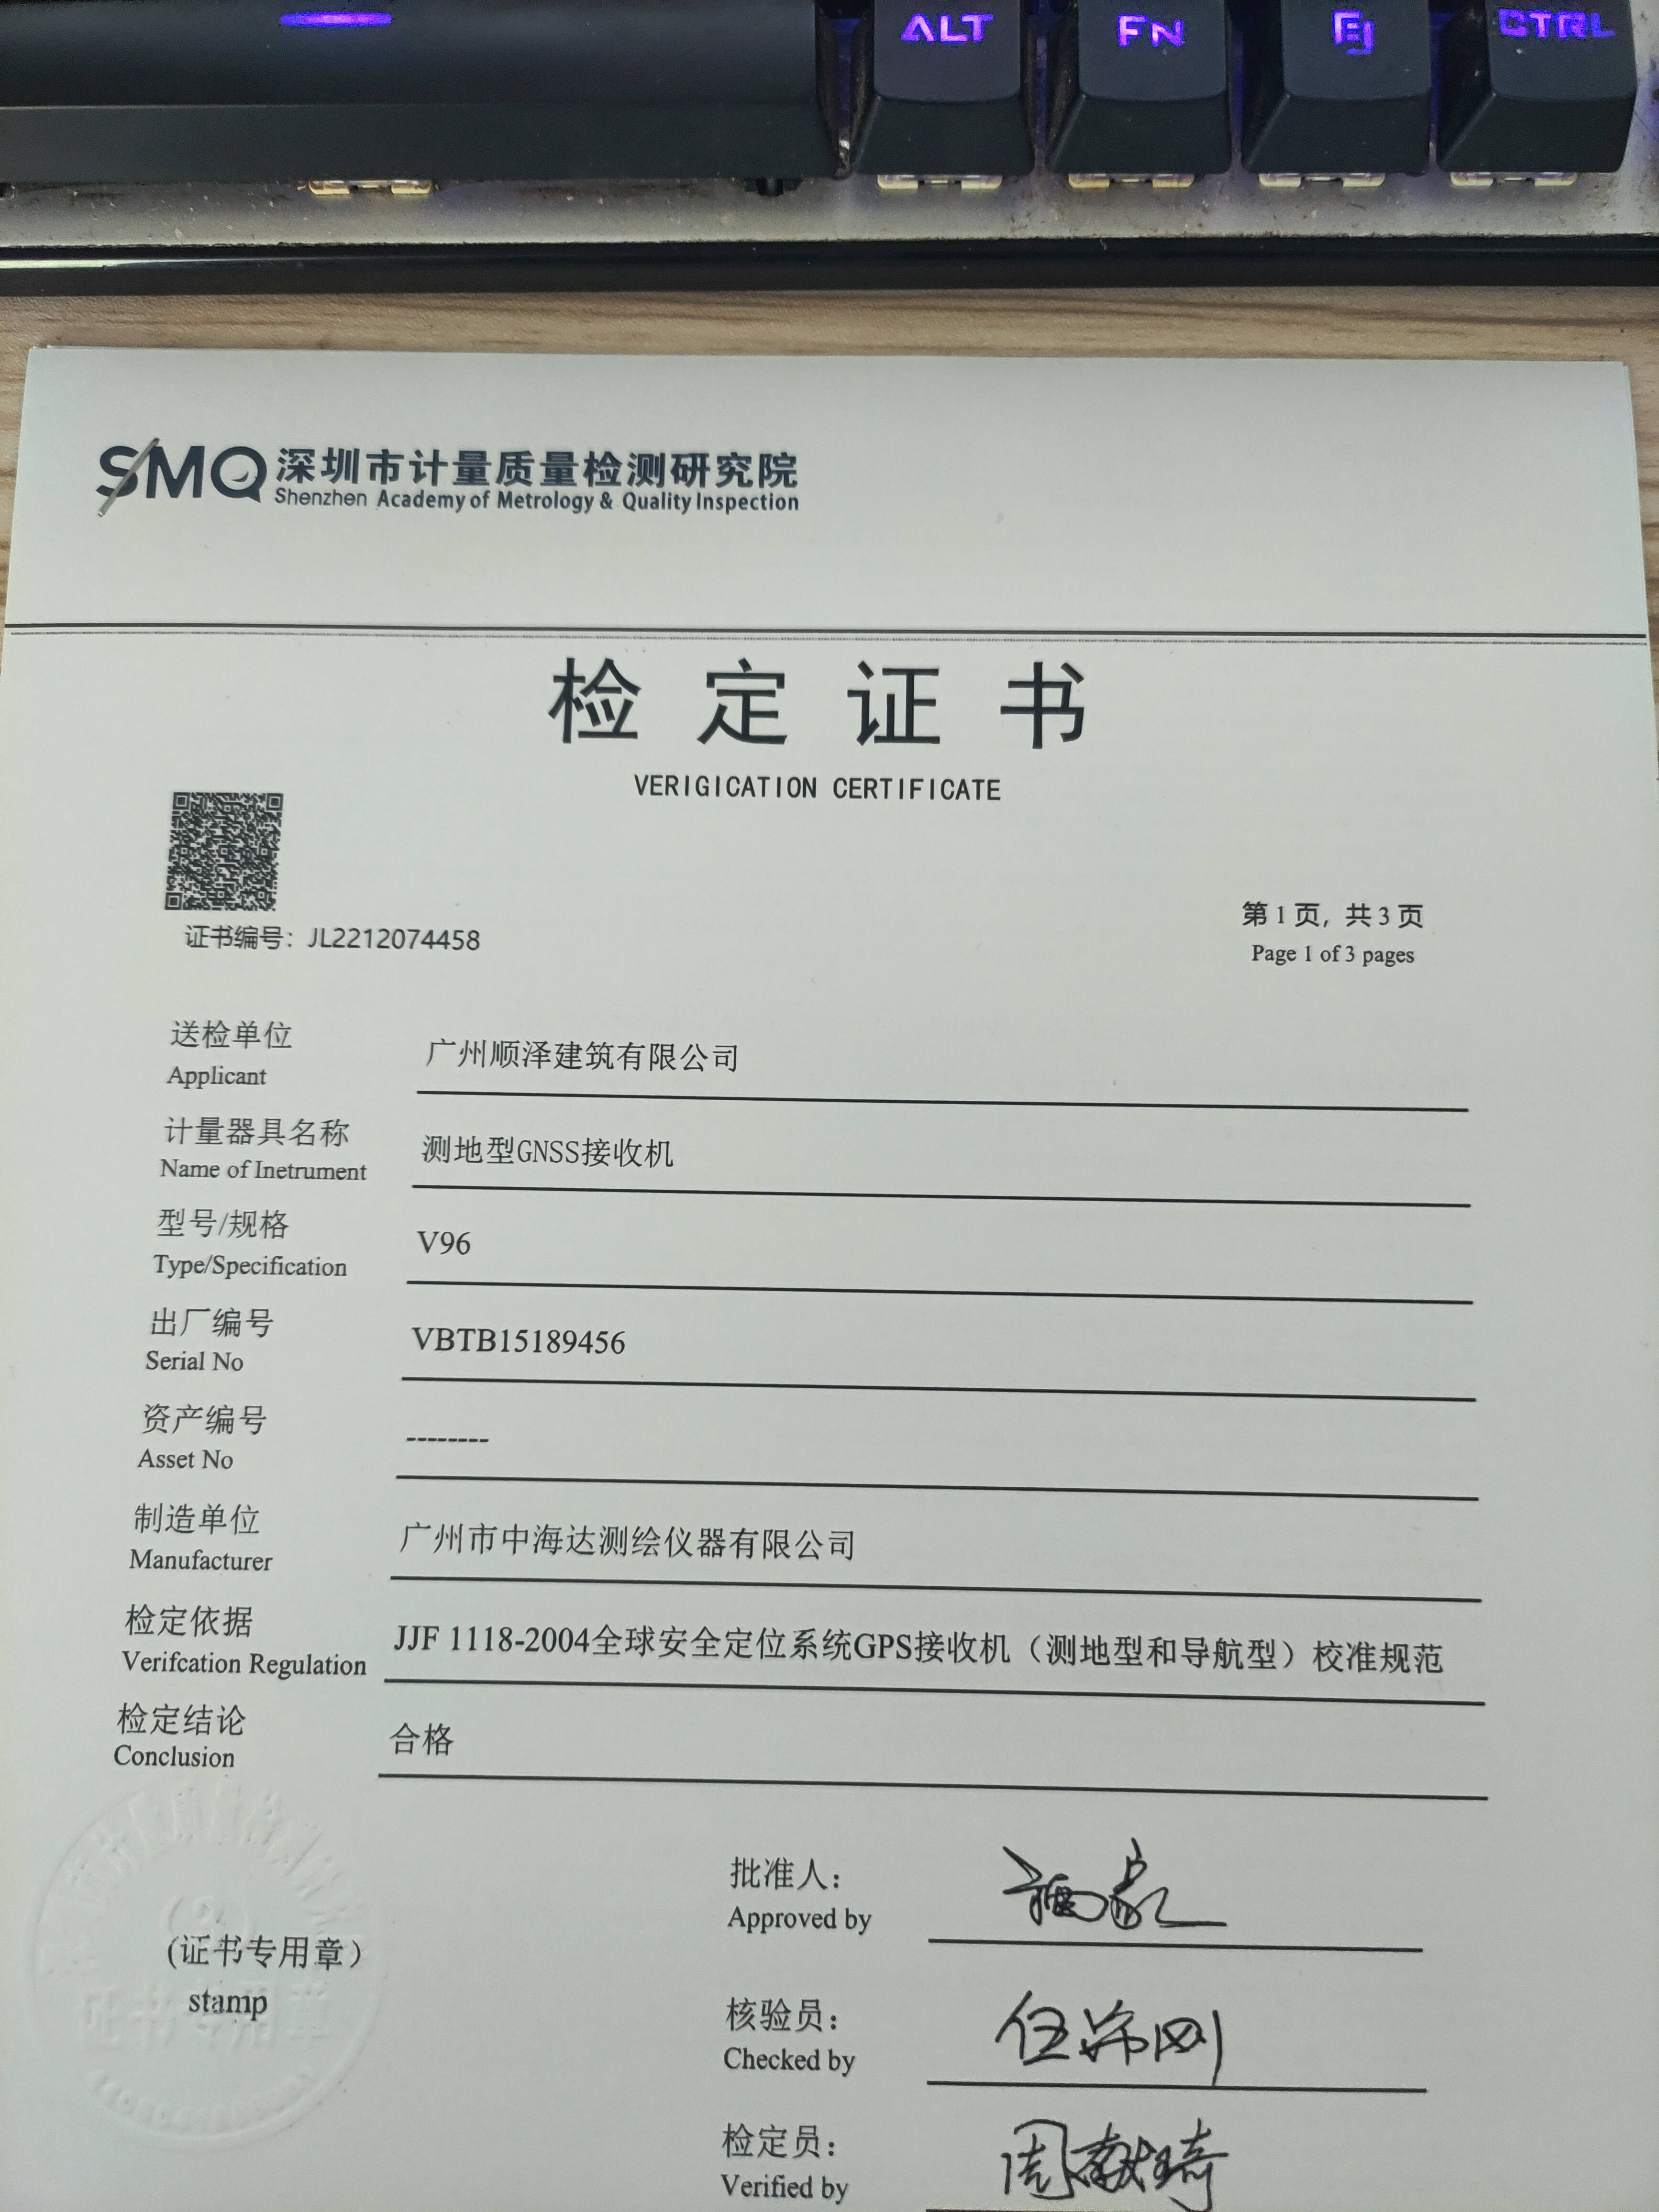 ALT FN 目 CTRL
SMQ 深圳市计量质量检测研究院
Shenzhen Academy of Metrology & Quality Inspection
检定证书
VERIGICATION CERTIFICATE
证书编号：JL2212074458
第 1 页，共 3 页
Page 1 of 3 pages
送检单位
Applicant
广州顺泽建筑有限公司
计量器具名称
Name of Inetrument
测地型GNSS接收机
型号/规格
Type/Specification
V96
出厂编号
Serial No
VBTB15189456
资产编号
Asset No
--------
制造单位
Manufacturer
广州市中海达测绘仪器有限公司
检定依据
Verifcation Regulation
JJF 1118-2004全球安全定位系统GPS接收机（测地型和导航型）校准规范
检定结论
Conclusion
合格
批准人：
Approved by
(证书专用章）
stamp
证书专用章
核验员：
Checked by
检定员：
Verified by